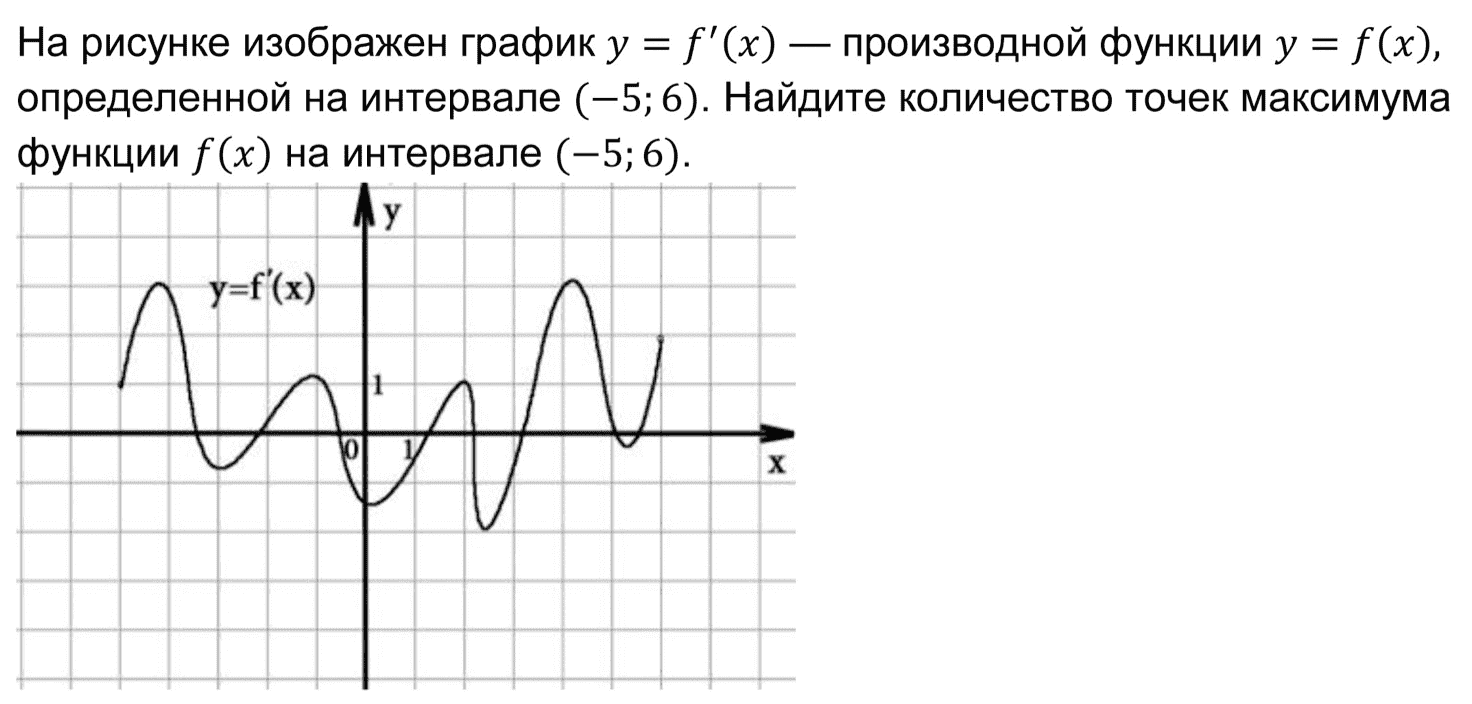 На рисунке изображен график y = f′(x) — производной функции y = f(x),
определенной на интервале (−5; 6). Найдите количество точек максимума
функции f(x) на интервале (−5; 6).
y
y=f'(x)
1
0
1
x